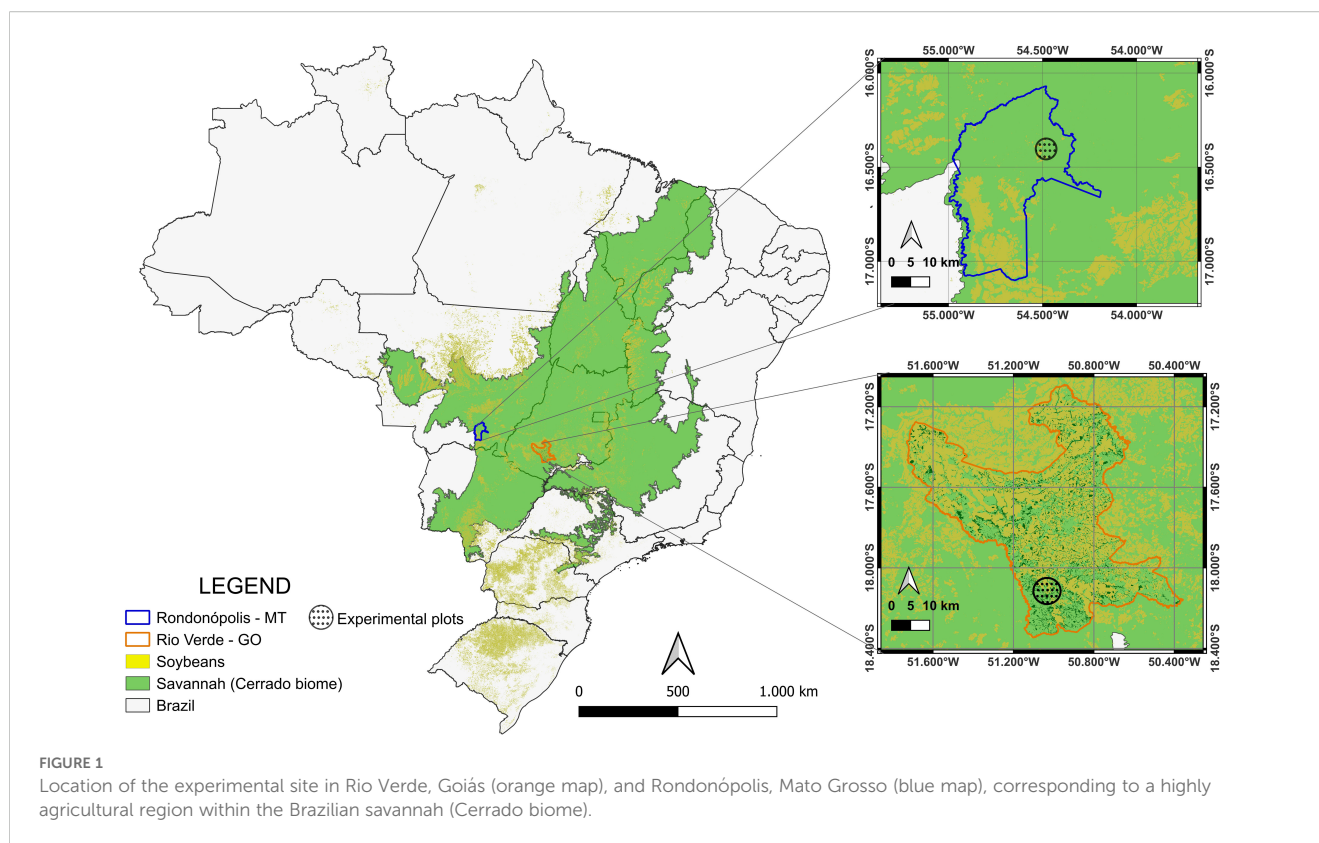 55.000°W 54.500°W 54.000°W
16.000°S
16.000°S
16.500°S
16.500°S
17.000°S
17.000°S
0 5 10 km
55.000°W 54.500°W 54.000°W
51.600°W 51.200°W 50.800°W 50.400°W
17.200°S
17.200°S
17.600°S
17.600°S
18.000°S
18.000°S
18.400°S
18.400°S
0 5 10 km
51.600°W 51.200°W 50.800°W 50.400°W
LEGEND
Rondonópolis - MT
Experimental plots
Rio Verde - GO
Soybeans
Savannah (Cerrado biome)
Brazil
0 500 1.000 km
FIGURE 1
Location of the experimental site in Rio Verde, Goiás (orange map), and Rondonópolis, Mato Grosso (blue map), corresponding to a highly
agricultural region within the Brazilian savannah (Cerrado biome).